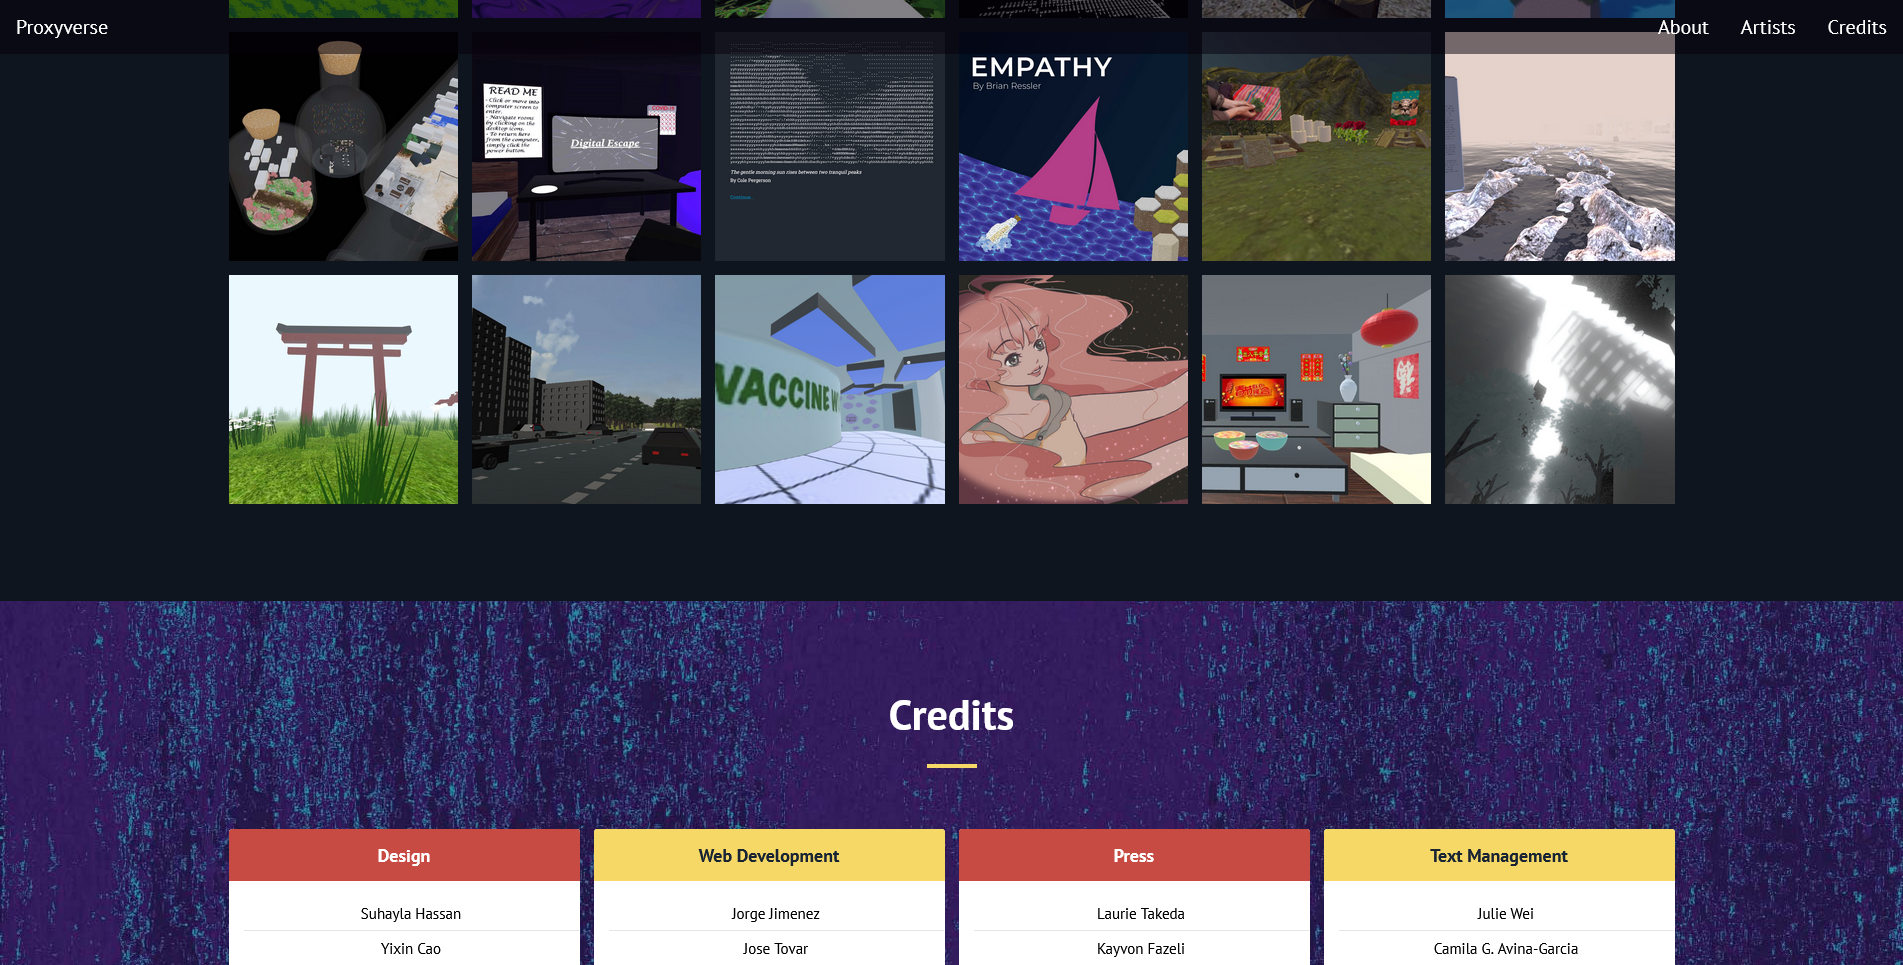 Proxyverse
About
Artists
Credits
READ ME
- Click or move into
computer screen to
enter.
- Navigate rooms
by clicking on the
desktop icons.
- To return here
from the computer,
simply click the
power button.
COVID-19
Digital Escape
The gentle morning sun rises between two tranquil peaks
By Cole Fergerson
Continue...
EMPATHY
By Brian Ressler
VACCINE
Credits
Design
Web Development
Press
Text Management
Suhayla Hassan
Jorge Jimenez
Laurie Takeda
Julie Wei
Yixin Cao
Jose Tovar
Kayvon Fazeli
Camila G. Avina-Garcia